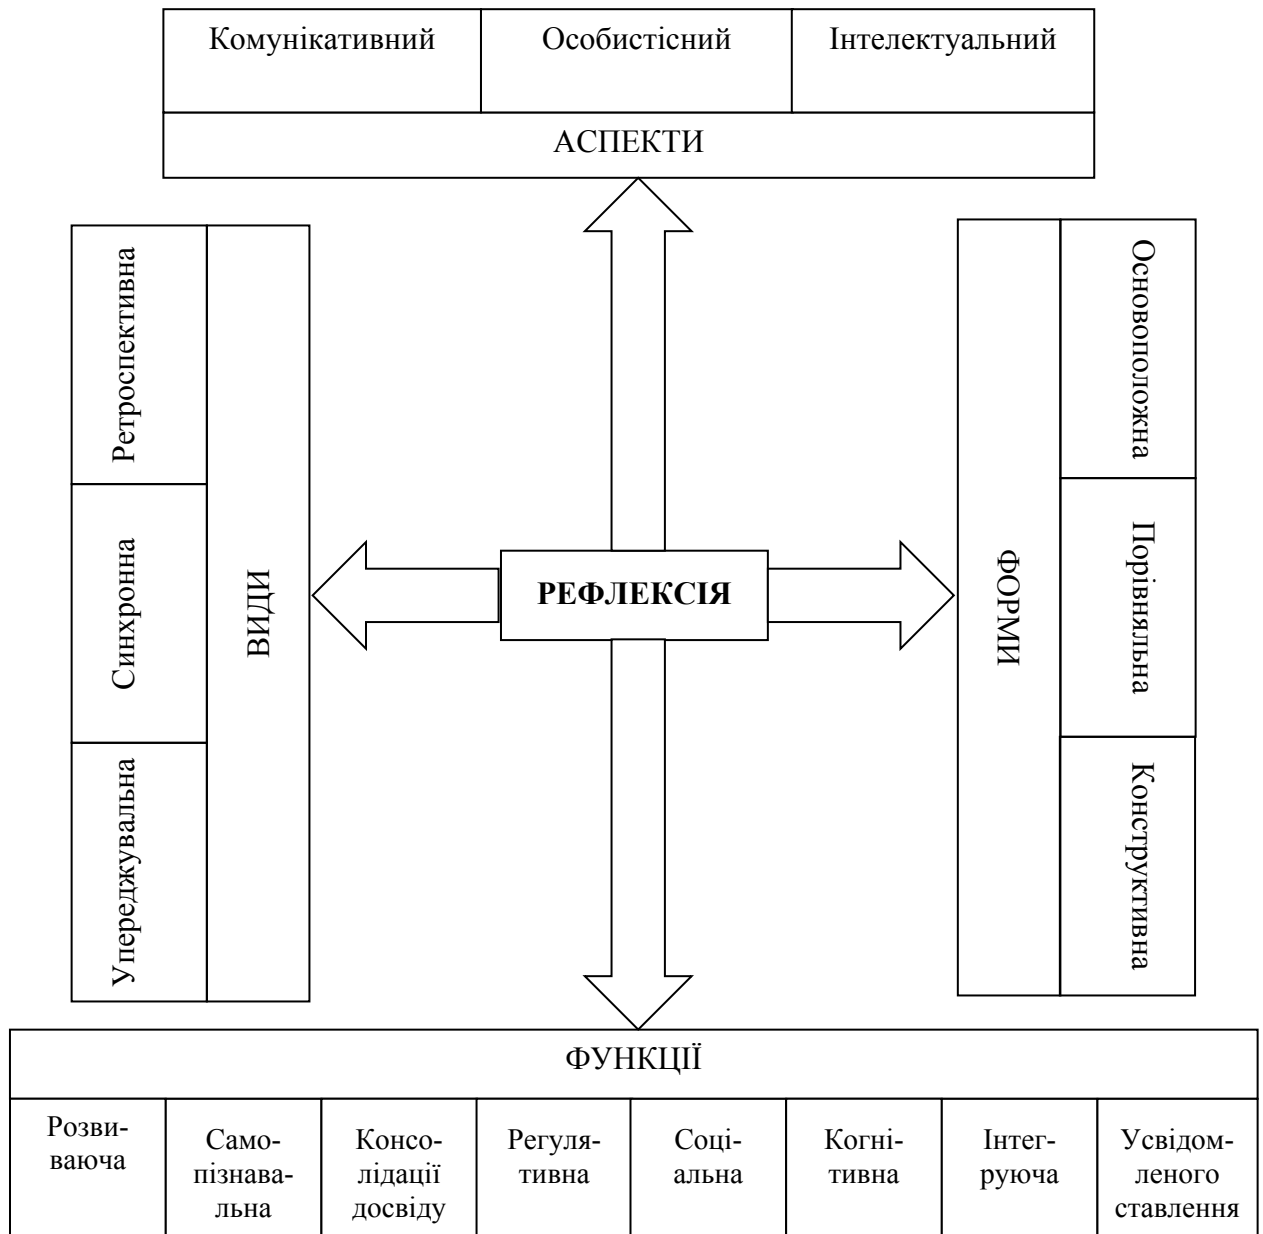 Комунікативний
Особистісний
Інтелектуальний
АСПЕКТИ
Ретроспективна
Синхронна
Упереджувальна
ВИДИ
РЕФЛЕКСІЯ
ФОРМИ
Основоположна
Порівняльна
Конструктивна
ФУНКЦІЇ
Розви-
ваюча
Само-
пізнава-
льна
Консо-
лідації
досвіду
Регуля-
тивна
Соці-
альна
Когні-
тивна
Інтег-
руюча
Усвідом-
леного
ставлення